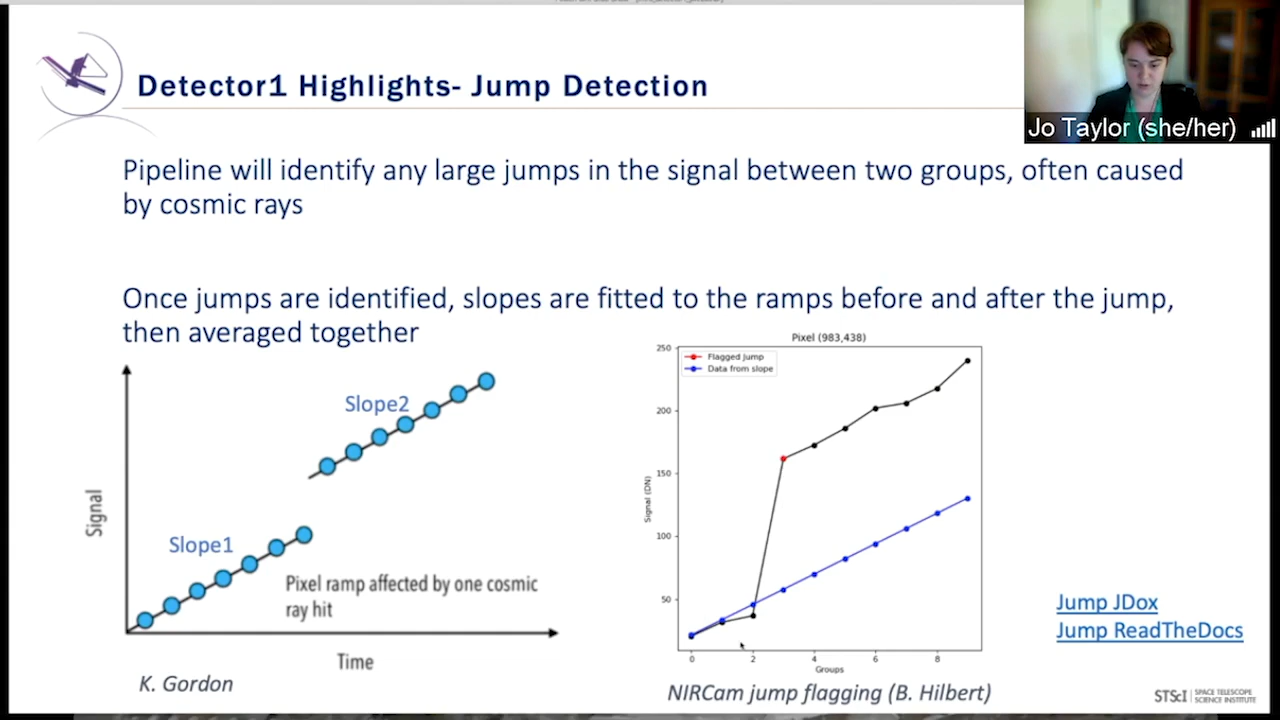 Detector1 Highlights- Jump Detection
Jo Taylor (she/her)
Pipeline will identify any large jumps in the signal between two groups, often caused
by cosmic rays
Once jumps are identified, slopes are fitted to the ramps before and after the jump,
then averaged together
Slope2
Slope1
Signal
Pixel ramp affected by one cosmic
ray hit
Time
K. Gordon
Pixel (983,438)
Flagged Jump
Data from slope
250
200
150
100
50
Signal (DN)
0 2 4 6 8
Groups
NIRCam jump flagging (B. Hilbert)
Jump JDox
Jump ReadTheDocs
STScI | SPACE TELESCOPE
SCIENCE INSTITUTE